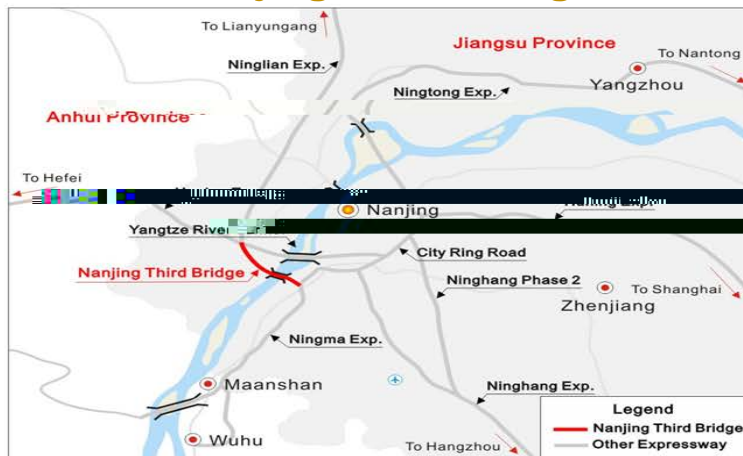 To Lianyungang
Jiangsu Province
Ninglian Exp.
To Nantong
Yangzhou
Ningtong Exp.
Anhui Province
To Hefei
Nanjing
Exp.
Yangtze River
City Ring Road
Nanjing Third Bridge
Ninghang Phase 2
To Shanghai
Zhenjiang
Ningma Exp.
Maanshan
Ninghang Exp.
Wuhu
To Hangzhou
Legend
Nanjing Third Bridge
Other Expressway